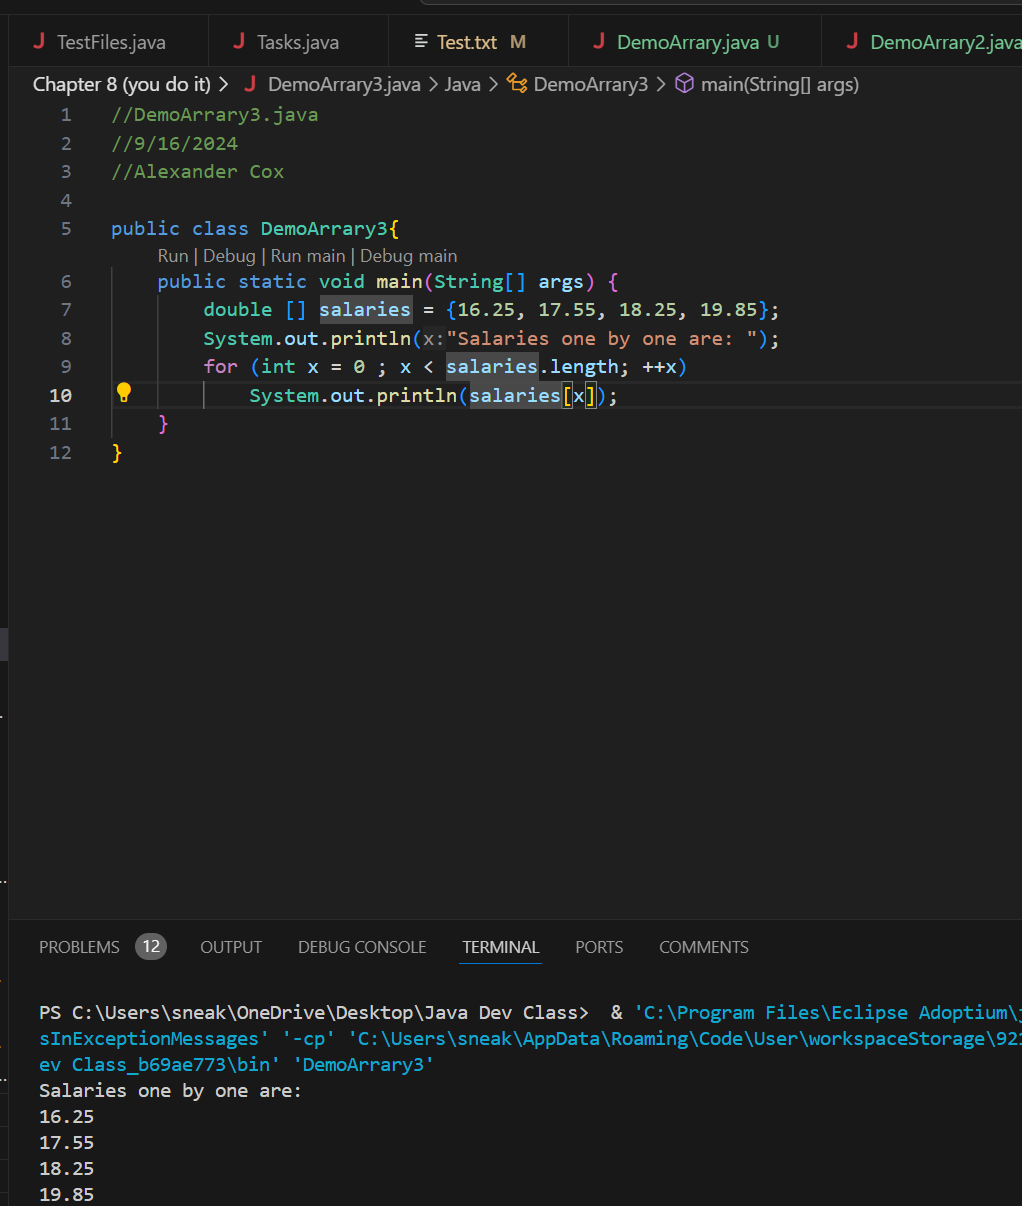 TestFiles.java Tasks.java Test.txt M DemoArrary.java U DemoArrary2.java
Chapter 8 (you do it) > DemoArrary3.java > Java > DemoArrary3 > main(String[] args)
1 //DemoArrary3.java
2 //9/16/2024
3 //Alexander Cox
4
5 public class DemoArrary3{
Run | Debug | Run main | Debug main
6 public static void main(String[] args) {
7 double [] salaries = {16.25, 17.55, 18.25, 19.85};
8 System.out.println(x:"Salaries one by one are: ");
9 for (int x = 0 ; x < salaries.length; ++x)
10 System.out.println(salaries[x]);
11 }
12 }
PROBLEMS 12 OUTPUT DEBUG CONSOLE TERMINAL PORTS COMMENTS
PS C:\Users\sneak\OneDrive\Desktop\Java Dev Class> & 'C:\Program Files\Eclipse Adoptium\j
sInExceptionMessages' '-cp' 'C:\Users\sneak\AppData\Roaming\Code\User\workspaceStorage\921
ev Class_b69ae773\bin' 'DemoArrary3'
Salaries one by one are:
16.25
17.55
18.25
19.85